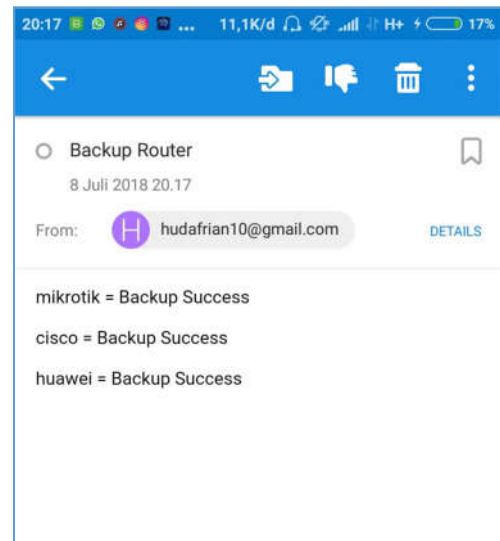 20:17 ... 11,1K/d H+ 17%
Backup Router
8 Juli 2018 20.17
From: H hudafrian10@gmail.com DETAILS
mikrotik = Backup Success
cisco = Backup Success
huawei = Backup Success